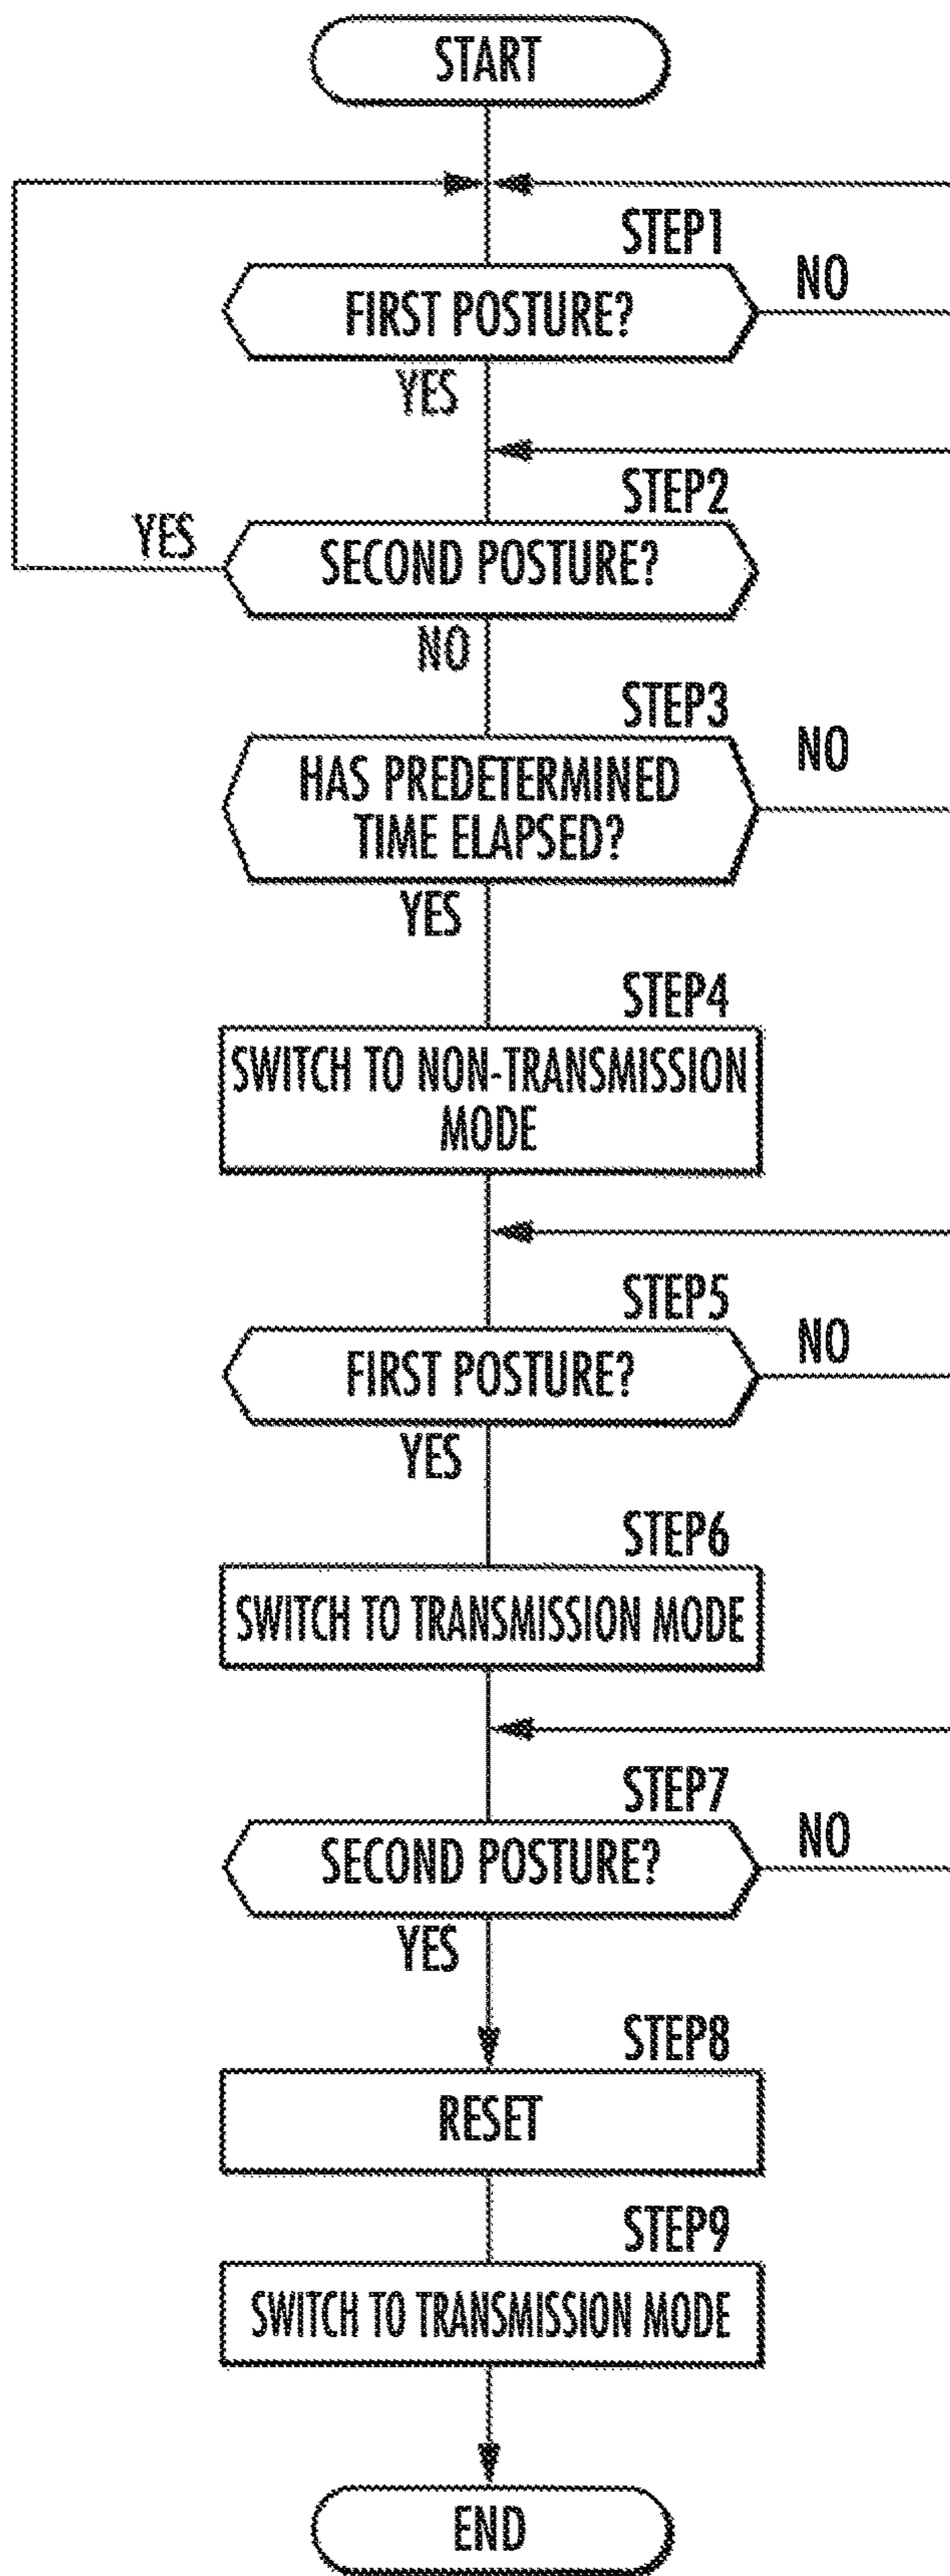 START
STEP1
FIRST POSTURE?
NO
YES
STEP2
YES
SECOND POSTURE?
NO
STEP3
HAS PREDETERMINED
TIME ELAPSED?
NO
YES
STEP4
SWITCH TO NON-TRANSMISSION
MODE
STEP5
FIRST POSTURE?
NO
YES
STEP6
SWITCH TO TRANSMISSION MODE
STEP7
SECOND POSTURE?
NO
YES
STEP8
RESET
STEP9
SWITCH TO TRANSMISSION MODE
END